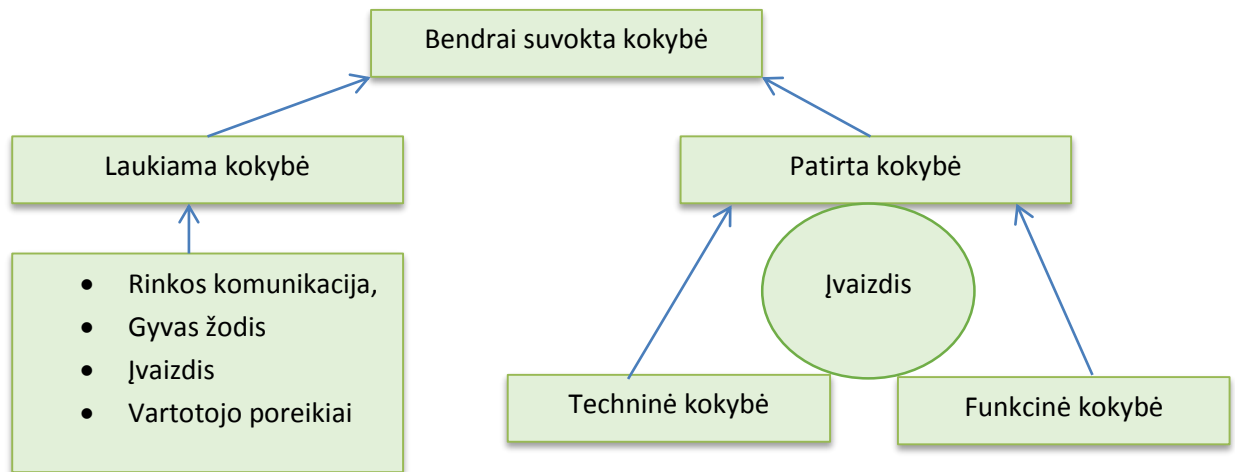 Bendrai suvokta kokybė
Laukiama kokybė
Patirta kokybė
• Rinkos komunikacija,
• Gyvas žodis
• Įvaizdis
• Vartotojo poreikiai
Įvaizdis
Techninė kokybė
Funkcinė kokybė